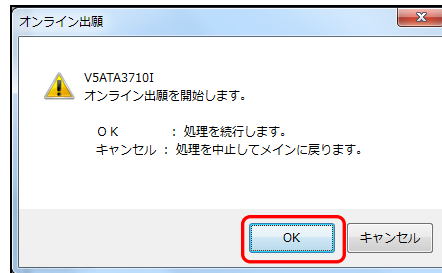 オンライン出願
V5ATA3710I
オンライン出願を開始します。
ＯＫ　　　： 処理を続行します。
キャンセル ： 処理を中止してメインに戻ります。
OK
キャンセル